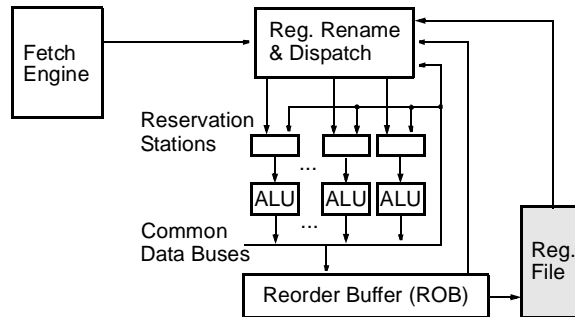 Fetch
Engine
Reg. Rename
& Dispatch
Reservation
Stations
...
ALU
ALU
ALU
...
Common
Data Buses
Reorder Buffer (ROB)
Reg.
File